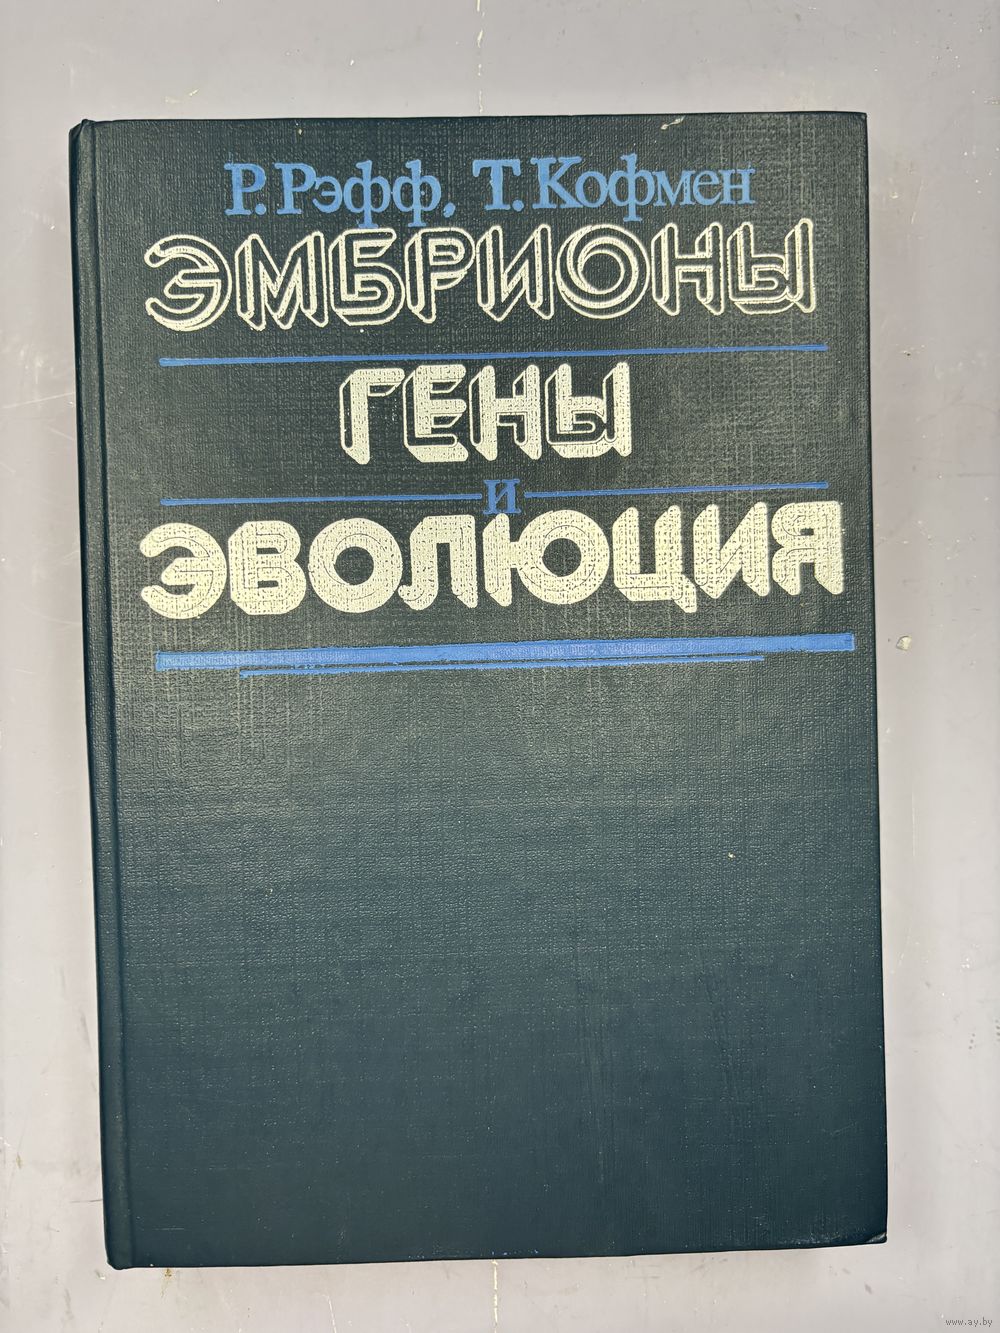 Р. Рэфф, Т. Кофмен
ЭМБРИОНЫ
ГЕНЫ
и
ЭВОЛЮЦИЯ
www.ay.by